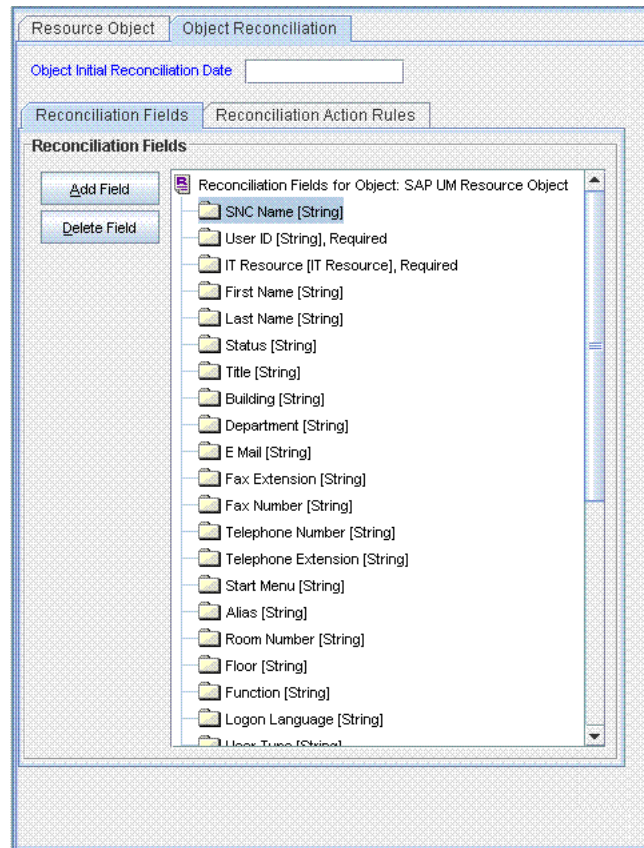 Resource Object Object Reconciliation
Object Initial Reconciliation Date
Reconciliation Fields Reconciliation Action Rules
Reconciliation Fields
Add Field
Delete Field
Reconciliation Fields for Object: SAP UM Resource Object
SNC Name [String]
User ID [String], Required
IT Resource [IT Resource], Required
First Name [String]
Last Name [String]
Status [String]
Title [String]
Building [String]
Department [String]
E Mail [String]
Fax Extension [String]
Fax Number [String]
Telephone Number [String]
Telephone Extension [String]
Start Menu [String]
Alias [String]
Room Number [String]
Floor [String]
Function [String]
Logon Language [String]
User Type [String]